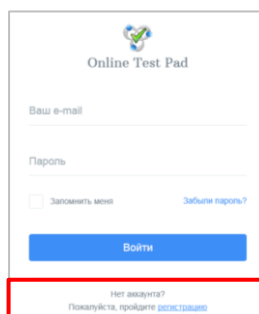 Online Test Pad
Ваш e-mail
Пароль
Запомнить меня
Забыли пароль?
Войти
Нет аккаунта?
Пожалуйста, пройдите регистрацию